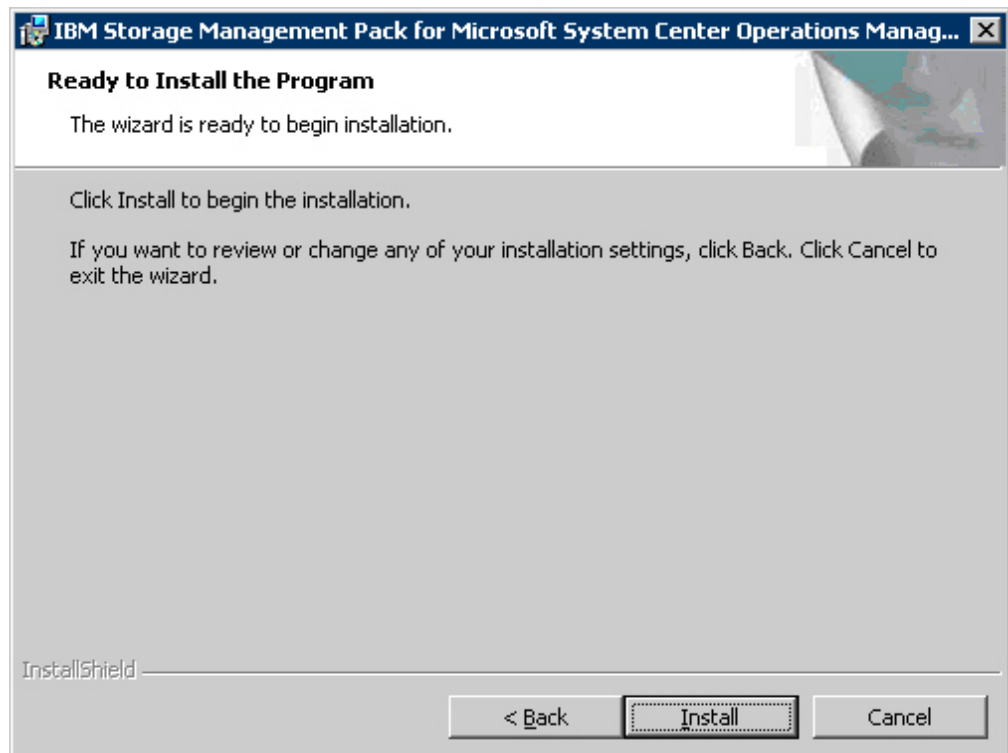 IBM Storage Management Pack for Microsoft System Center Operations Manag...
Ready to Install the Program
The wizard is ready to begin installation.
Click Install to begin the installation.
If you want to review or change any of your installation settings, click Back. Click Cancel to
exit the wizard.
InstallShield
< Back Install Cancel